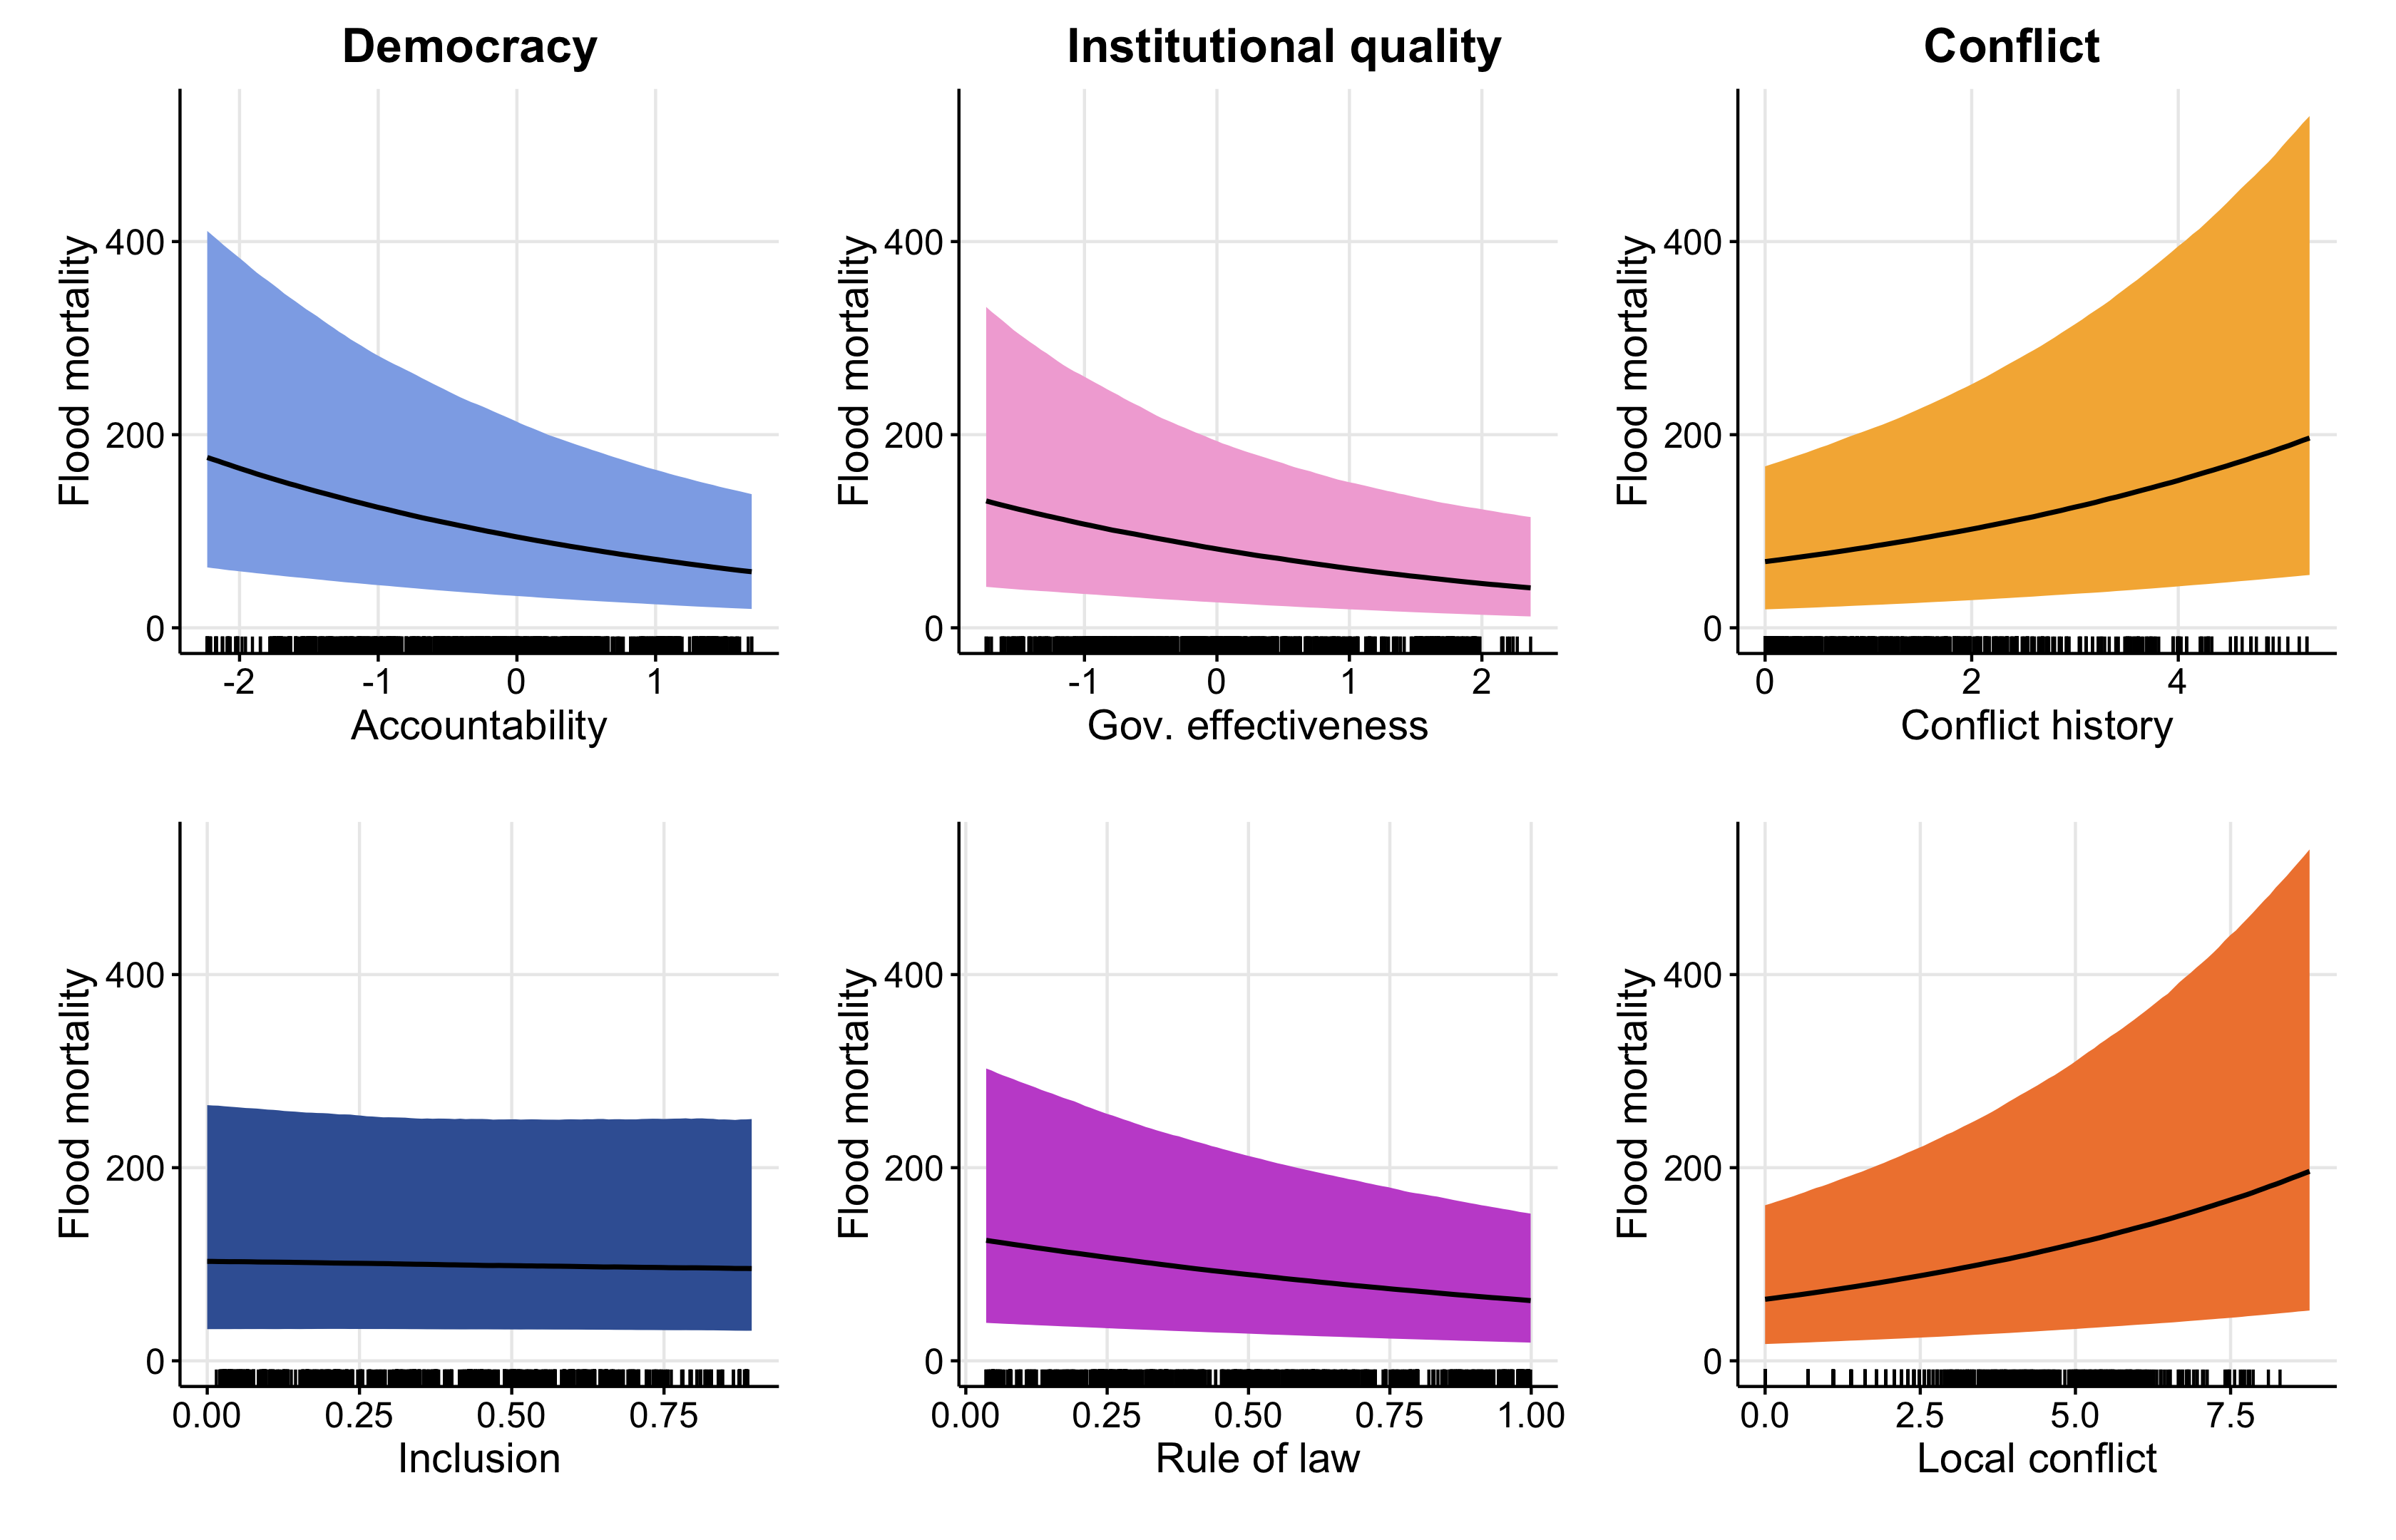 Democracy
Institutional quality
Conflict
Flood mortality
400
200
0
-2 -1 0 1
Accountability
Flood mortality
400
200
0
-1 0 1 2
Gov. effectiveness
Flood mortality
400
200
0
0 2 4
Conflict history
Flood mortality
400
200
0
0.00 0.25 0.50 0.75
Inclusion
Flood mortality
400
200
0
0.00 0.25 0.50 0.75 1.00
Rule of law
Flood mortality
400
200
0
0.0 2.5 5.0 7.5
Local conflict